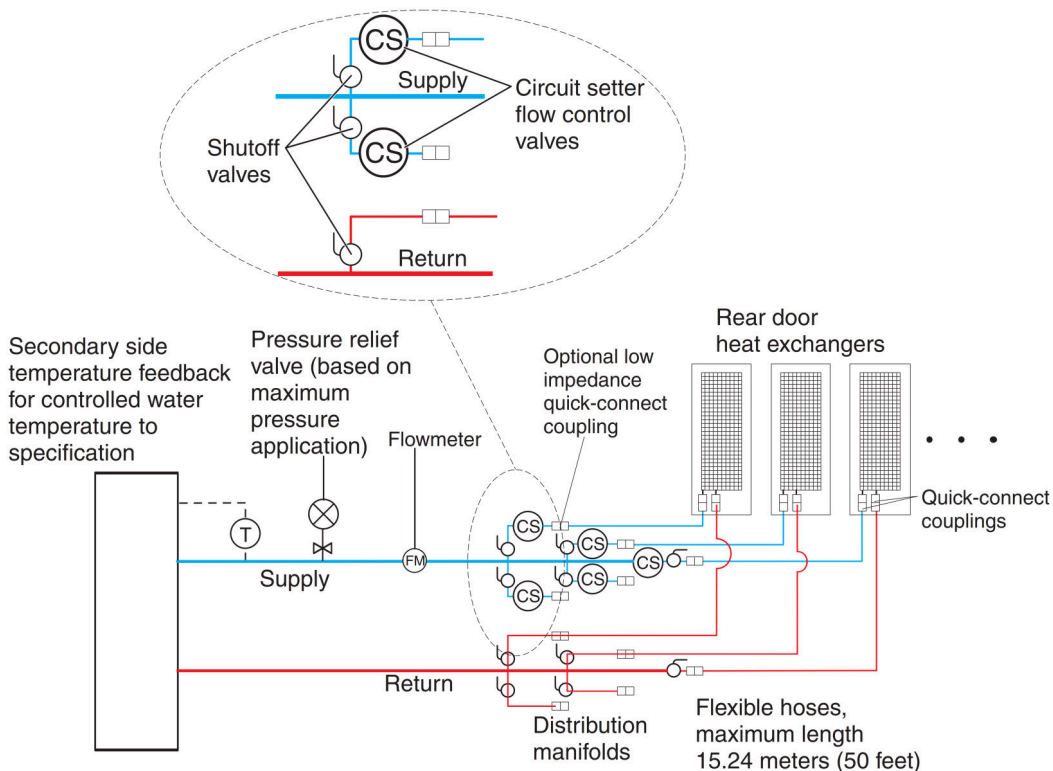 CS
Supply
Circuit setter
flow control
valves
Shutoff
valves
CS
Return
Rear door
heat exchangers
Secondary side
temperature feedback
for controlled water
temperature to
specification
Pressure relief
valve (based on
maximum
pressure
application)
Flowmeter
Optional low
impedance
quick-connect
coupling
Quick-connect
couplings
T
FM
Supply
CS
CS
CS
CS
CS
Return
Distribution
manifolds
Flexible hoses,
maximum length
15.24 meters (50 feet)